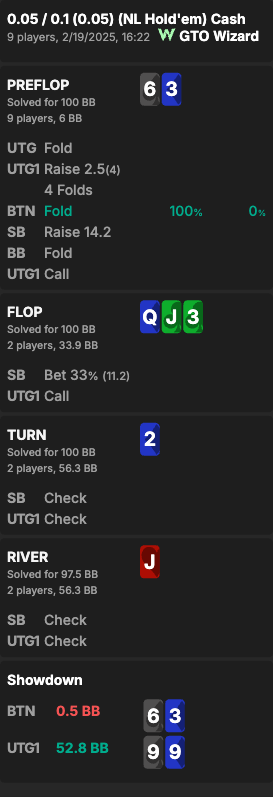 0.05 / 0.1 (0.05) (NL Hold'em) Cash
9 players, 2/19/2025, 16:22 W GTO Wizard
PREFLOP 6 3
Solved for 100 BB
9 players, 6 BB
UTG Fold
UTG1 Raise 2.5(4)
4 Folds
BTN Fold 100% 0%
SB Raise 14.2
BB Fold
UTG1 Call
FLOP Q J 3
Solved for 100 BB
2 players, 33.9 BB
SB Bet 33% (11.2)
UTG1 Call
TURN 2
Solved for 100 BB
2 players, 56.3 BB
SB Check
UTG1 Check
RIVER J
Solved for 97.5 BB
2 players, 56.3 BB
SB Check
UTG1 Check
Showdown
BTN 0.5 BB 6 3
UTG1 52.8 BB 9 9